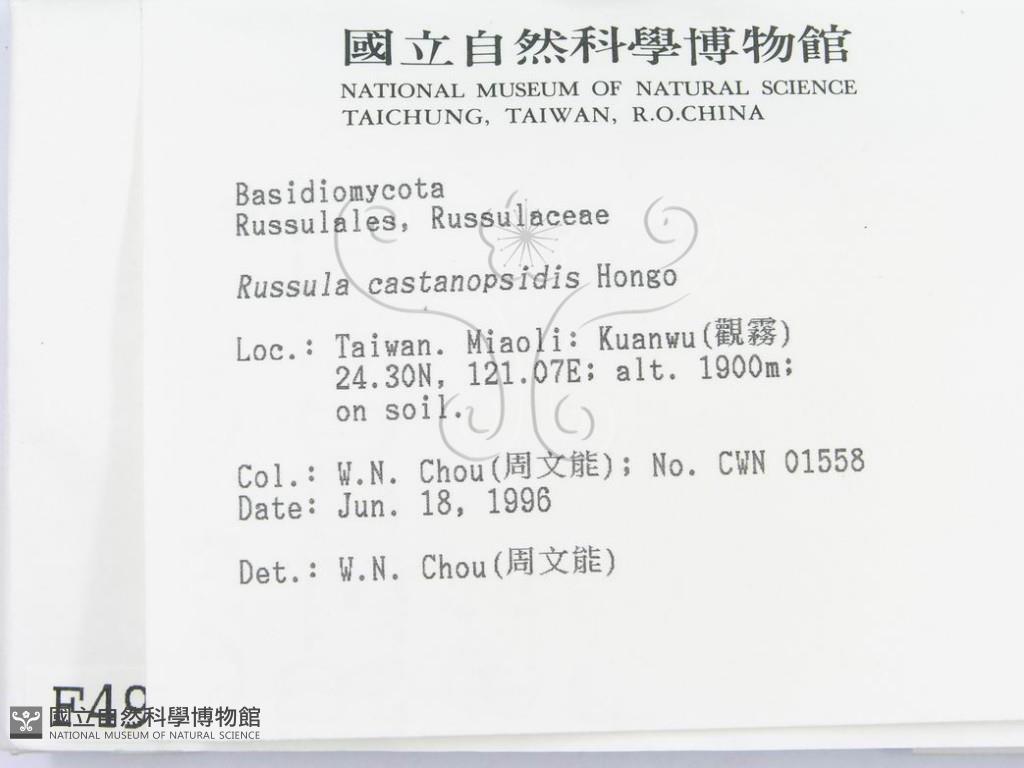 國立自然科學博物館
NATIONAL MUSEUM OF NATURAL SCIENCE
TAICHUNG, TAIWAN, R.O.CHINA
Basidiomycota
Russulales, Russulaceae
Russula castanopsidis Hongo
Loc.: Taiwan. Miaoli: Kuanwu(觀霧)
24.30N, 121.07E; alt. 1900m;
on soil.
Col.: W.N. Chou(周文能); No. CWN 01558
Date: Jun. 18, 1996
Det.: W.N. Chou(周文能)
F49
國立自然科學博物館
NATIONAL MUSEUM OF NATURAL SCIENCE